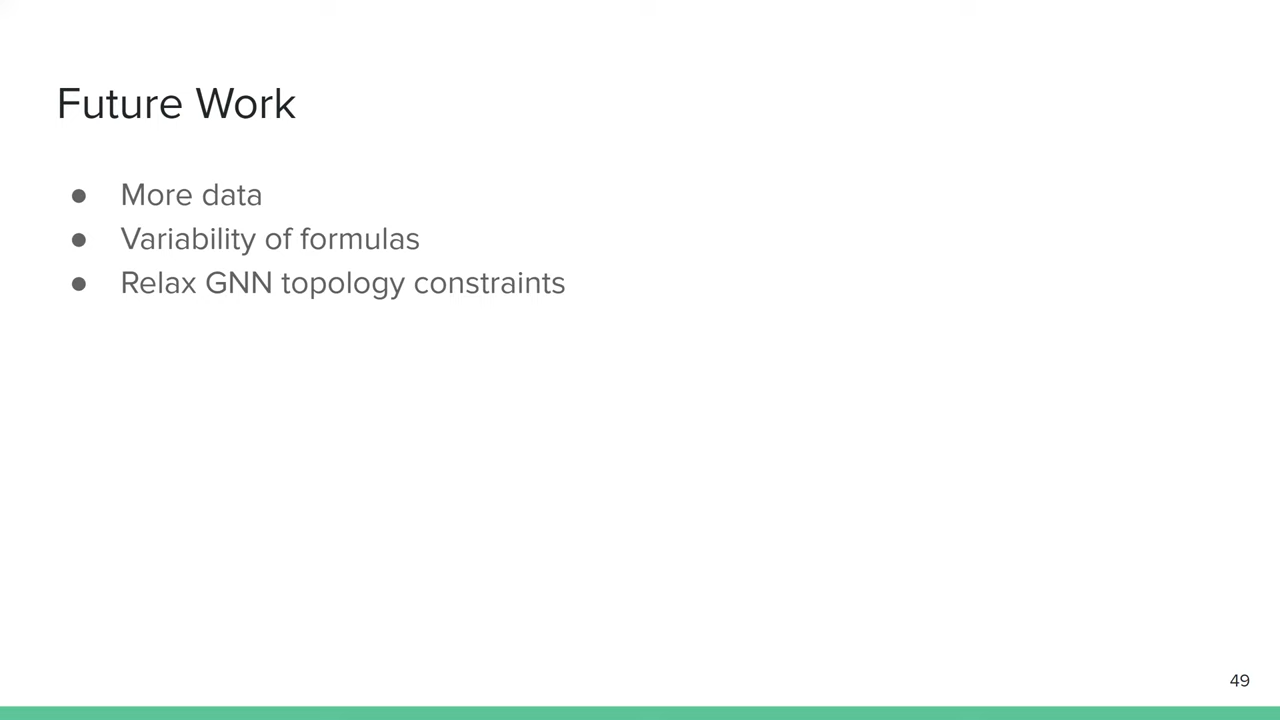 Future Work
● More data
● Variability of formulas
● Relax GNN topology constraints
49